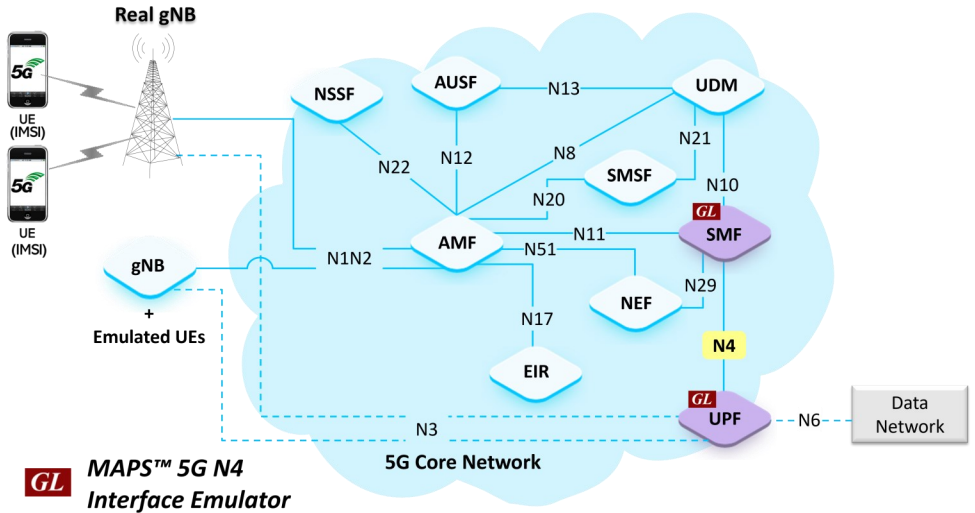 Real gNB
5G
UE
(IMSI)
5G
UE
(IMSI)
gNB
+
Emulated UEs
NSSF
AUSF
N13
UDM
N22
N12
N8
N21
SMSF
N20
N10
GL
SMF
AMF
N11
N1N2
N51
N29
NEF
N17
N4
EIR
GL
UPF
N6
Data
Network
N3
5G Core Network
GL
MAPS™ 5G N4
Interface Emulator